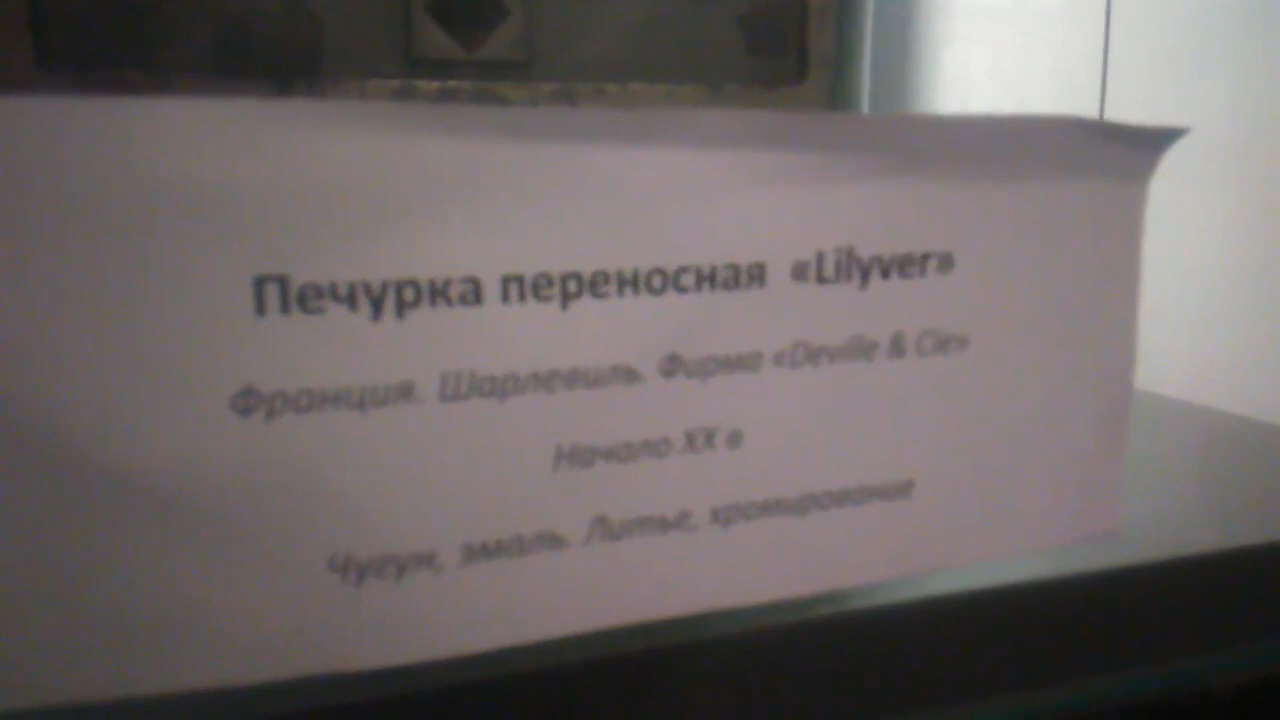 Печурка переносная «Lilyver»
Франция. Шарлевиль. Фирма «Deville & Cie»
Начало XX в
Чугун, эмаль. Литье, хромирование